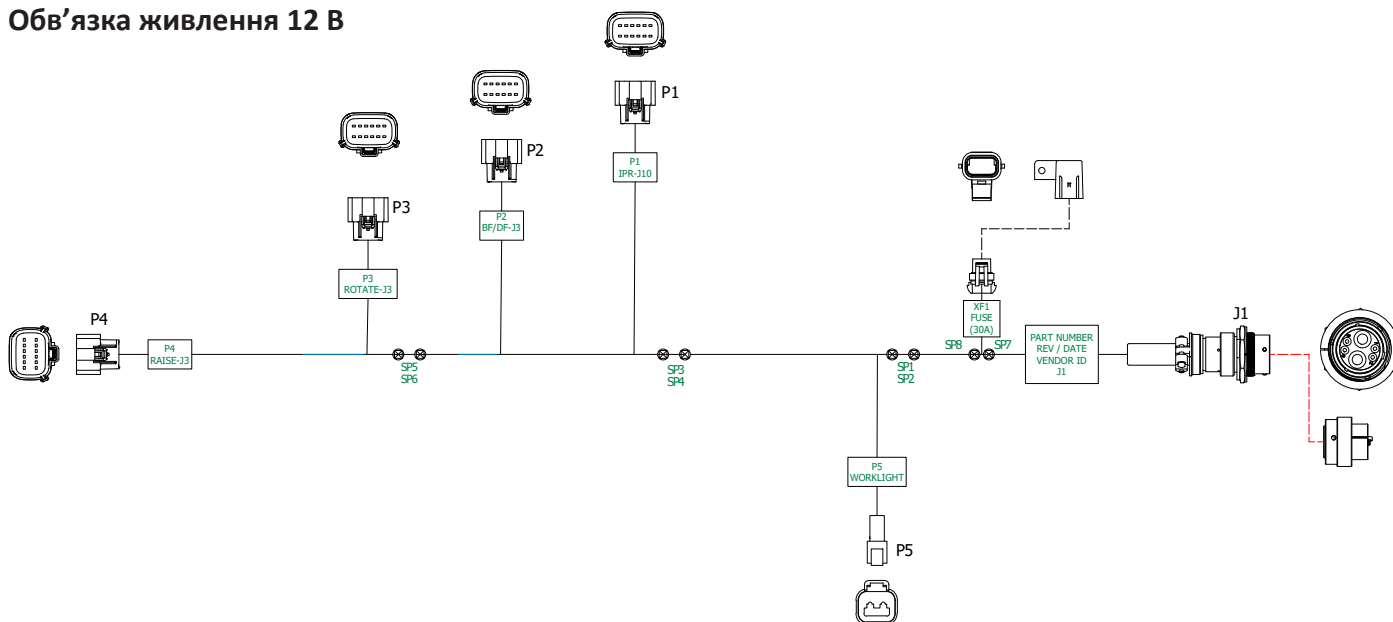 Обв’язка живлення 12 В
P1
P1
IPR-J10
P2
P2
BF/DF-J3
P3
P3
ROTATE-J3
P4
P4
RAISE-J3
SP5
SP6
SP3
SP4
SP1
SP2
XF1
FUSE
(30A)
SP8
SP7
PART NUMBER
REV / DATE
VENDOR ID
J1
J1
P5
WORKLIGHT
P5